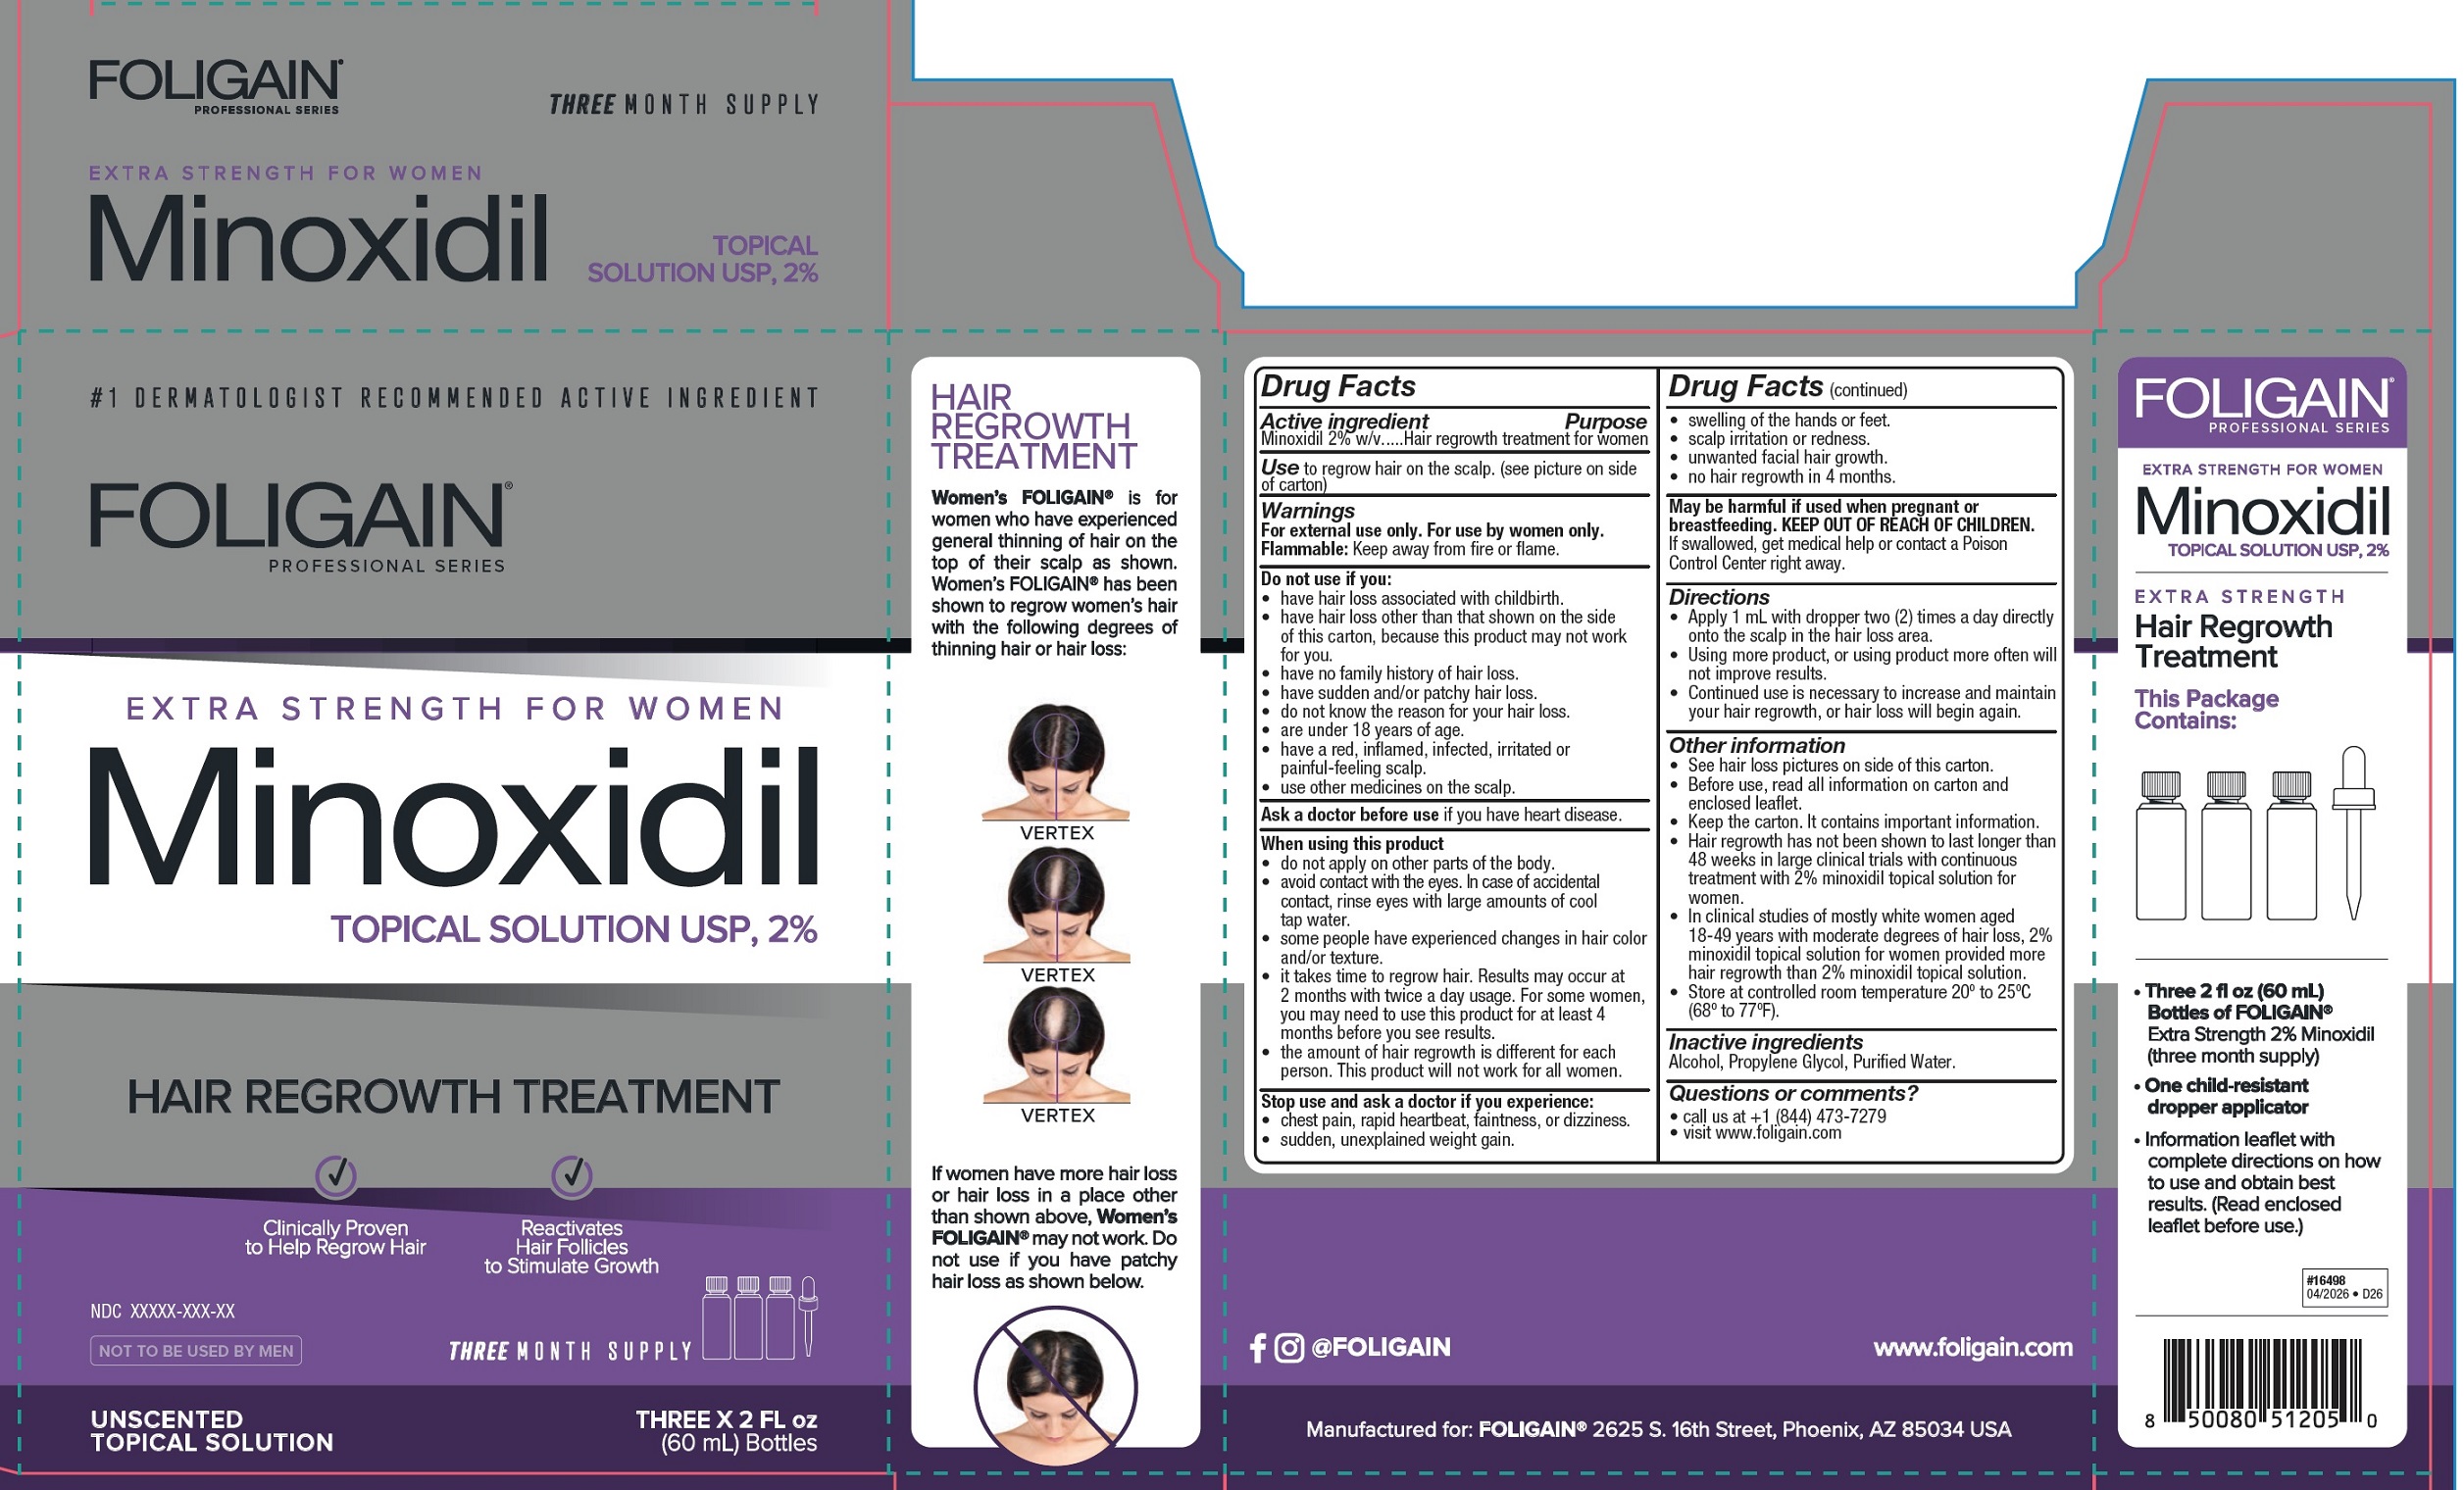 FOLIGAIN®
PROFESSIONAL SERIES
THREE MONTH SUPPLY
EXTRA STRENGTH FOR WOMEN
Minoxidil
TOPICAL
SOLUTION USP, 2%
#1 DERMATOLOGIST RECOMMENDED ACTIVE INGREDIENT
FOLIGAIN®
PROFESSIONAL SERIES
EXTRA STRENGTH FOR WOMEN
Minoxidil
TOPICAL SOLUTION USP, 2%
HAIR REGROWTH TREATMENT
Clinically Proven
to Help Regrow Hair
Reactivates
Hair Follicles
to Stimulate Growth
NDC XXXXX-XXX-XX
NOT TO BE USED BY MEN
THREE MONTH SUPPLY
UNSCENTED
TOPICAL SOLUTION
THREE X 2 FL oz
(60 mL) Bottles
HAIR
REGROWTH
TREATMENT
Women's FOLIGAIN® is for
women who have experienced
general thinning of hair on the
top of their scalp as shown.
Women's FOLIGAIN® has been
shown to regrow women's hair
with the following degrees of
thinning hair or hair loss:
VERTEX
VERTEX
VERTEX
If women have more hair loss
or hair loss in a place other
than shown above, Women's
FOLIGAIN® may not work. Do
not use if you have patchy
hair loss as shown below.
Drug Facts
Active ingredient Purpose
Minoxidil 2% w/v.....Hair regrowth treatment for women
Use to regrow hair on the scalp. (see picture on side
of carton)
Warnings
For external use only. For use by women only.
Flammable: Keep away from fire or flame.
Do not use if you:
• have hair loss associated with childbirth.
• have hair loss other than that shown on the side
of this carton, because this product may not work
for you.
• have no family history of hair loss.
• have sudden and/or patchy hair loss.
• do not know the reason for your hair loss.
• are under 18 years of age.
• have a red, inflamed, infected, irritated or
painful-feeling scalp.
• use other medicines on the scalp.
Ask a doctor before use if you have heart disease.
When using this product
• do not apply on other parts of the body.
• avoid contact with the eyes. In case of accidental
contact, rinse eyes with large amounts of cool
tap water.
• some people have experienced changes in hair color
and/or texture.
• it takes time to regrow hair. Results may occur at
2 months with twice a day usage. For some women,
you may need to use this product for at least 4
months before you see results.
• the amount of hair regrowth is different for each
person. This product will not work for all women.
Stop use and ask a doctor if you experience:
• chest pain, rapid heartbeat, faintness, or dizziness.
• sudden, unexplained weight gain.
Drug Facts (continued)
• swelling of the hands or feet.
• scalp irritation or redness.
• unwanted facial hair growth.
• no hair regrowth in 4 months.
May be harmful if used when pregnant or
breastfeeding. KEEP OUT OF REACH OF CHILDREN.
If swallowed, get medical help or contact a Poison
Control Center right away.
Directions
• Apply 1 mL with dropper two (2) times a day directly
onto the scalp in the hair loss area.
• Using more product, or using product more often will
not improve results.
• Continued use is necessary to increase and maintain
your hair regrowth, or hair loss will begin again.
Other information
• See hair loss pictures on side of this carton.
• Before use, read all information on carton and
enclosed leaflet.
• Keep the carton. It contains important information.
• Hair regrowth has not been shown to last longer than
48 weeks in large clinical trials with continuous
treatment with 2% minoxidil topical solution for
women.
• In clinical studies of mostly white women aged
18-49 years with moderate degrees of hair loss, 2%
minoxidil topical solution for women provided more
hair regrowth than 2% minoxidil topical solution.
• Store at controlled room temperature 20º to 25ºC
(68º to 77ºF).
Inactive ingredients
Alcohol, Propylene Glycol, Purified Water.
Questions or comments?
• call us at +1 (844) 473-7279
• visit www.foligain.com
@FOLIGAIN
www.foligain.com
Manufactured for: FOLIGAIN® 2625 S. 16th Street, Phoenix, AZ 85034 USA
FOLIGAIN®
PROFESSIONAL SERIES
EXTRA STRENGTH FOR WOMEN
Minoxidil
TOPICAL SOLUTION USP, 2%
EXTRA STRENGTH
Hair Regrowth
Treatment
This Package
Contains:
• Three 2 fl oz (60 mL)
Bottles of FOLIGAIN®
Extra Strength 2% Minoxidil
(three month supply)
• One child-resistant
dropper applicator
• Information leaflet with
complete directions on how
to use and obtain best
results. (Read enclosed
leaflet before use.)
#16498
04/2026 • D26
8 50080 51205 0